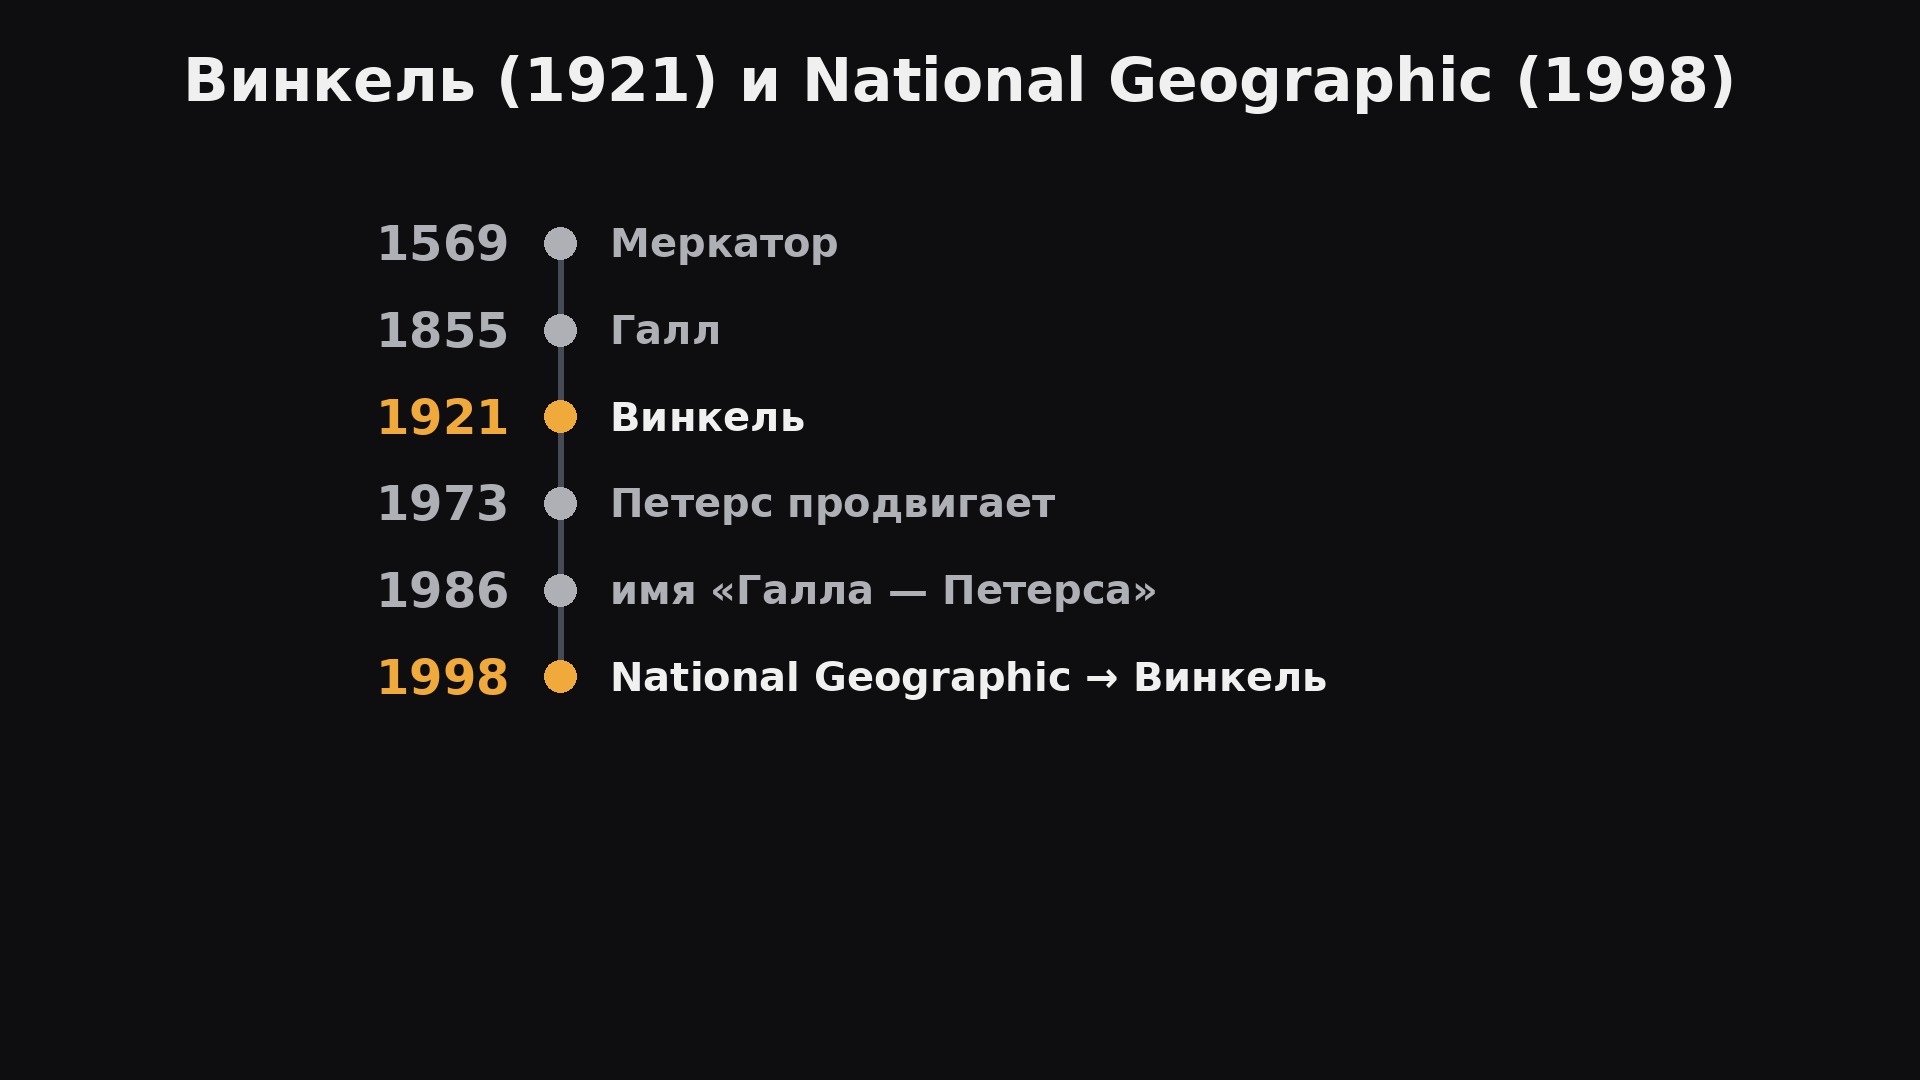 Винкель (1921) и National Geographic (1998)
1569 Меркатор
1855 Галл
1921 Винкель
1973 Петерс продвигает
1986 имя «Галла — Петерса»
1998 National Geographic → Винкель